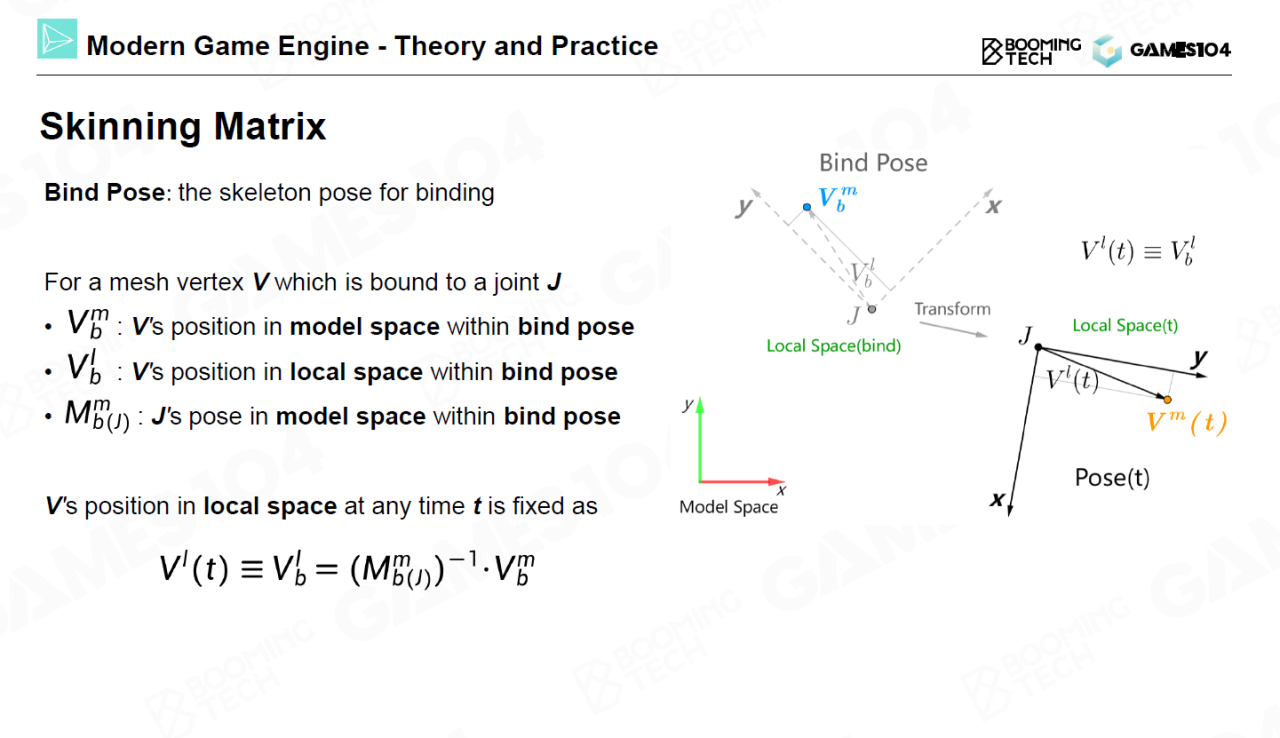 Modern Game Engine - Theory and Practice
BOOMING TECH
GAMES104
Skinning Matrix
Bind Pose: the skeleton pose for binding
For a mesh vertex V which is bound to a joint J
• V_b^m : V's position in model space within bind pose
• V_b^l : V's position in local space within bind pose
• M_{b(J)}^m : J's pose in model space within bind pose
V's position in local space at any time t is fixed as
V^l(t) ≡ V_b^l = (M_{b(J)}^m)^{-1}·V_b^m
Bind Pose
y
V_b^m
x
V_b^l
J
Local Space(bind)
Transform
V^l(t) ≡ V_b^l
Local Space(t)
J
y
V^l(t)
V^m(t)
x
Pose(t)
y
x
Model Space